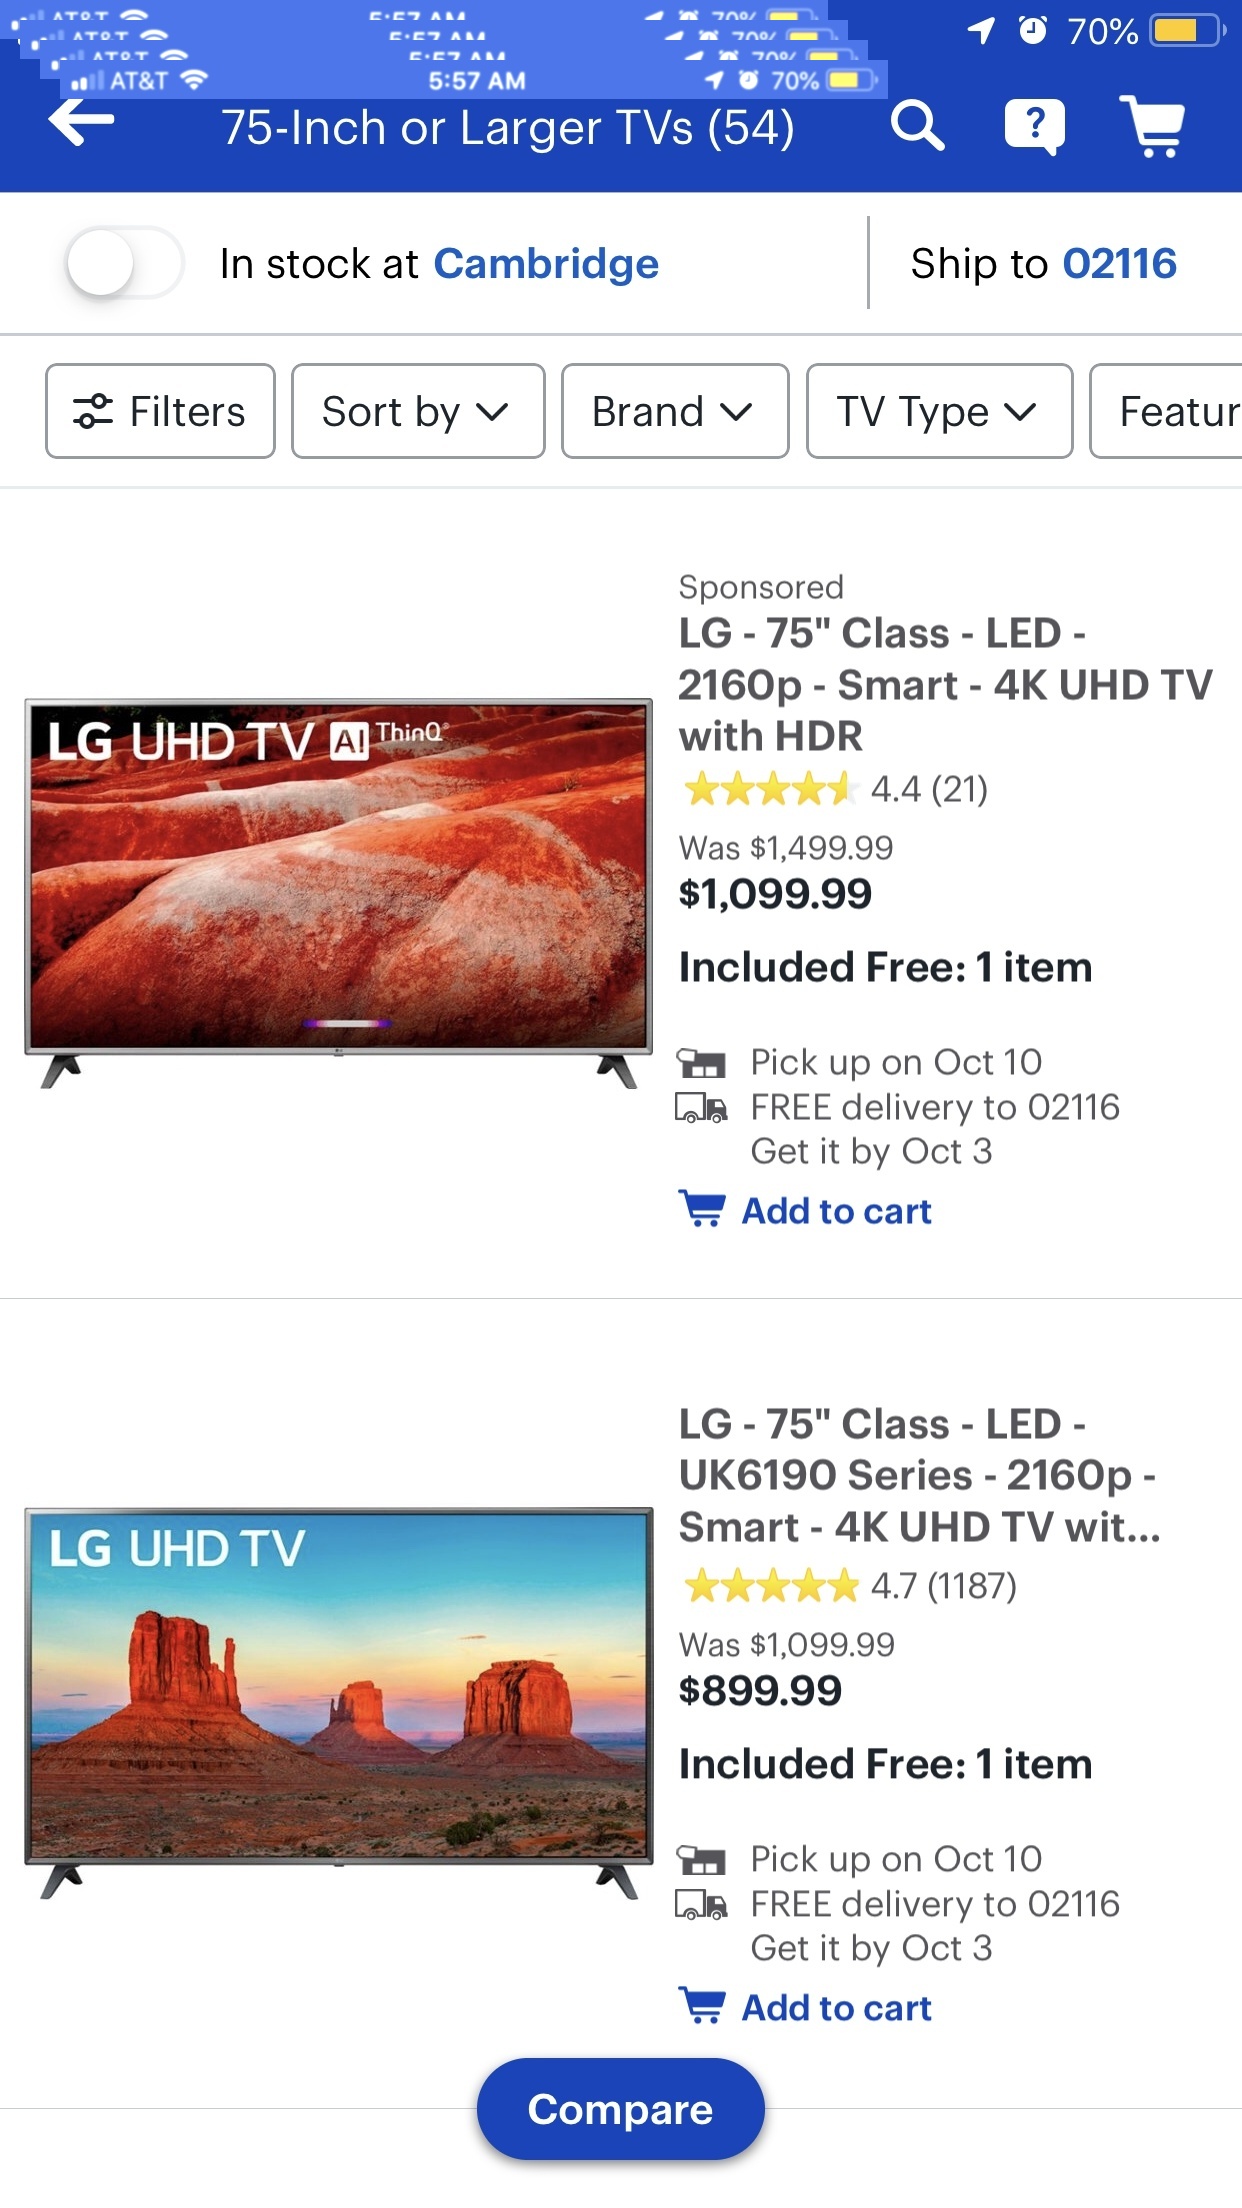 AT&T 5:57 AM 70%
70%
75-Inch or Larger TVs (54)
?
In stock at Cambridge
Ship to 02116
Filters
Sort by
Brand
TV Type
Featur
Sponsored
LG - 75" Class - LED -
2160p - Smart - 4K UHD TV
with HDR
4.4 (21)
Was $1,499.99
$1,099.99
Included Free: 1 item
Pick up on Oct 10
FREE delivery to 02116
Get it by Oct 3
Add to cart
LG UHD TV AI ThinQ
LG - 75" Class - LED -
UK6190 Series - 2160p -
Smart - 4K UHD TV wit...
4.7 (1187)
Was $1,099.99
$899.99
Included Free: 1 item
Pick up on Oct 10
FREE delivery to 02116
Get it by Oct 3
Add to cart
LG UHD TV
Compare